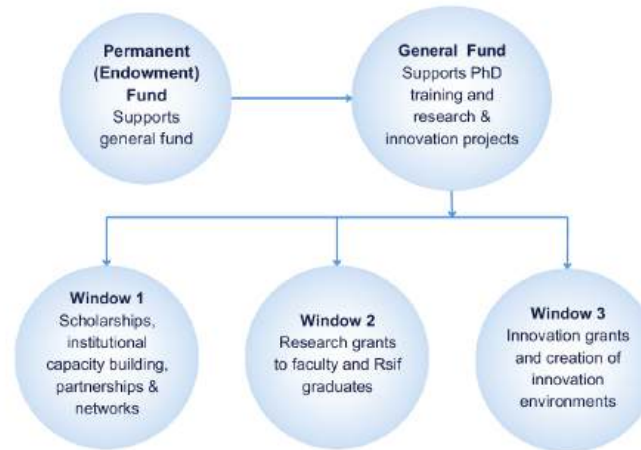 Permanent
(Endowment)
Fund
Supports
general fund
General Fund
Supports PhD
training and
research &
innovation projects
Window 1
Scholarships,
institutional
capacity building,
partnerships &
networks
Window 2
Research grants
to faculty and Rsif
graduates
Window 3
Innovation grants
and creation of
innovation
environments